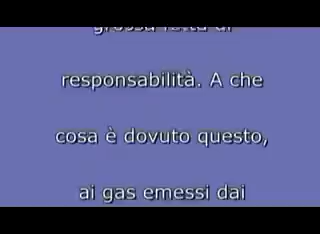 responsabilità. A che
cosa è dovuto questo,
ai gas emessi dai